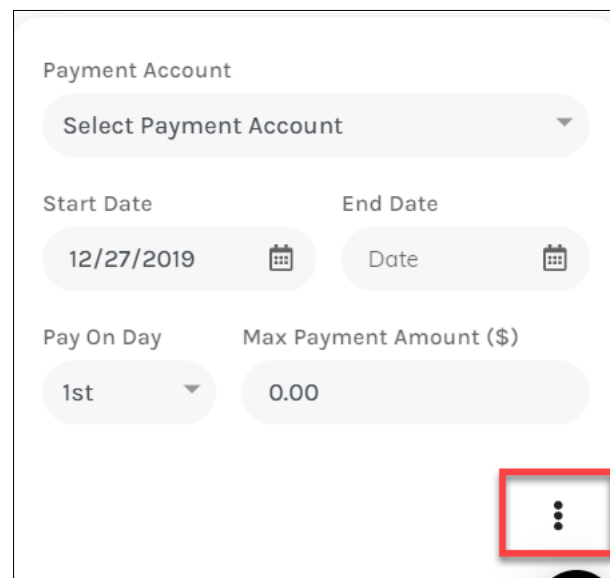 Payment Account
Select Payment Account
Start Date End Date
12/27/2019 Date
Pay On Day Max Payment Amount ($)
1st 0.00